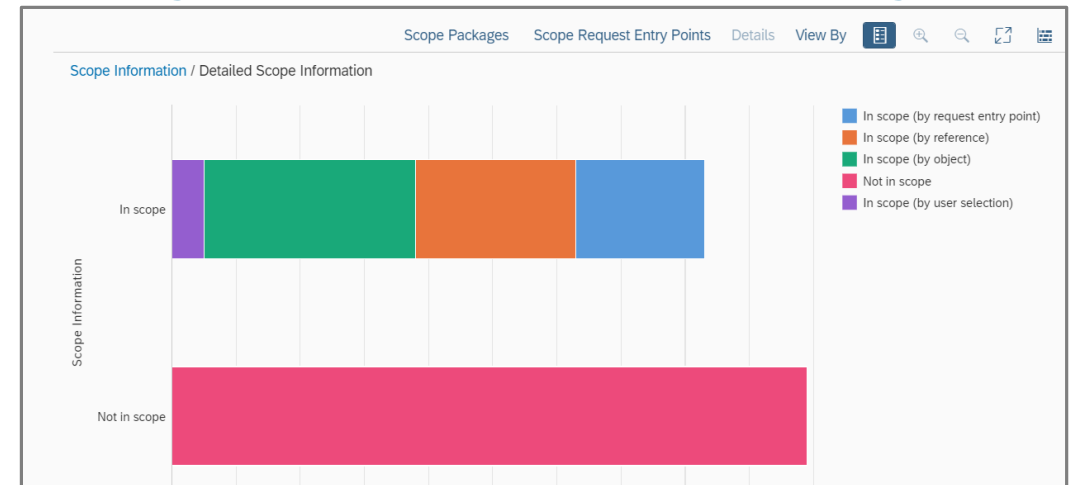 Scope Packages Scope Request Entry Points Details View By
Scope Information / Detailed Scope Information
In scope (by request entry point)
In scope (by reference)
In scope (by object)
Not in scope
In scope (by user selection)
In scope
Scope Information
Not in scope